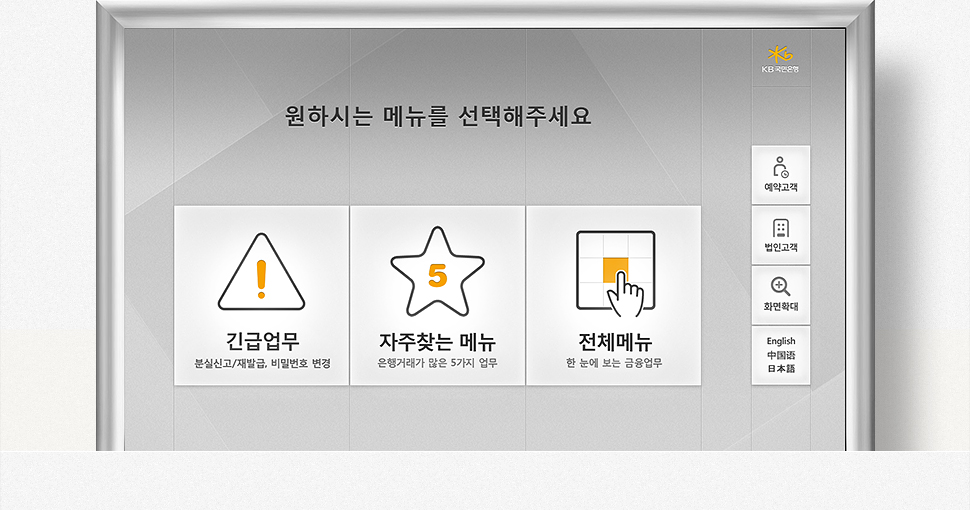 KB국민은행
원하시는 메뉴를 선택해주세요
예약고객
법인고객
화면확대
English
中国语
日本語
5
긴급업무
분실신고/재발급, 비밀번호 변경
자주찾는 메뉴
은행거래가 많은 5가지 업무
전체메뉴
한 눈에 보는 금융업무